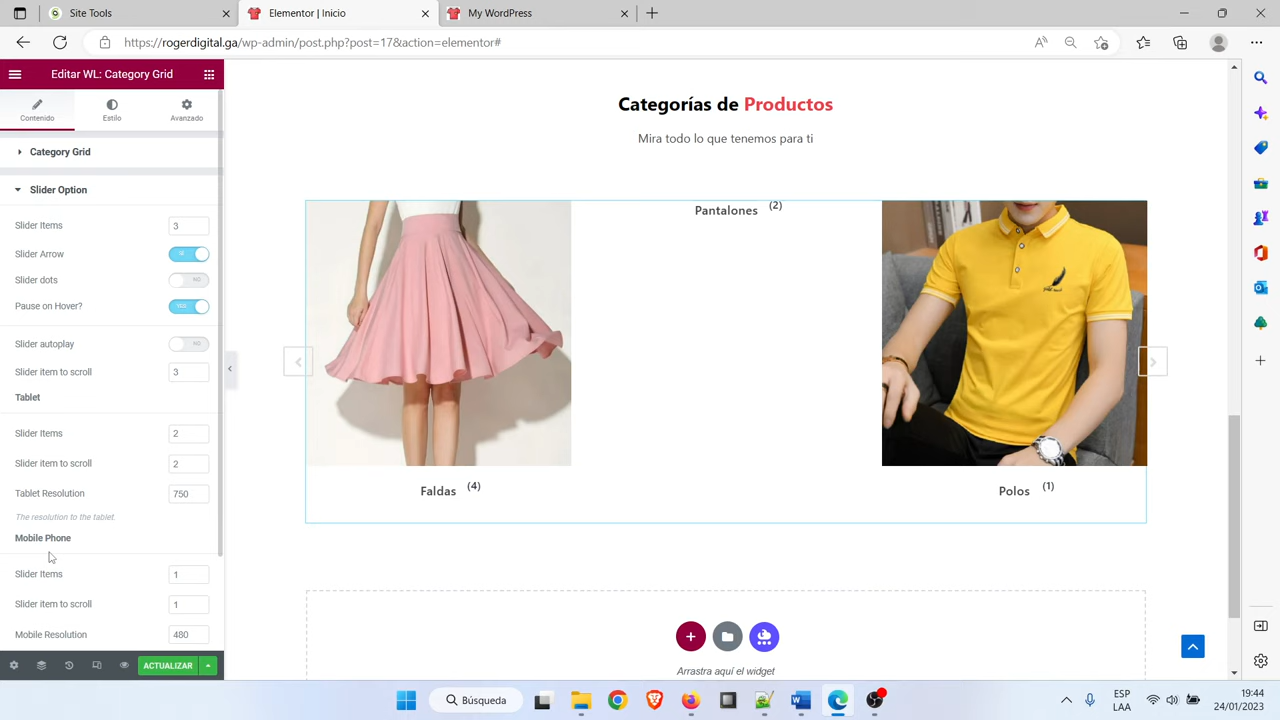 Site Tools
Elementor | Inicio
My WordPress
https://rogerdigital.ga/wp-admin/post.php?post=17&action=elementor#
Editar WL: Category Grid
Contenido
Estilo
Avanzado
Category Grid
Slider Option
Slider Items 3
Slider Arrow
Slider dots NO
Pause on Hover? YES
Slider autoplay NO
Slider item to scroll 3
Tablet
Slider Items 2
Slider item to scroll 2
Tablet Resolution 750
The resolution to the tablet.
Mobile Phone
Slider Items 1
Slider item to scroll 1
Mobile Resolution 480
ACTUALIZAR
Categorías de Productos
Mira todo lo que tenemos para ti
Pantalones (2)
Faldas (4)
Polos (1)
Arrastra aquí el widget
Búsqueda
ESP
LAA
19:44
24/01/2023